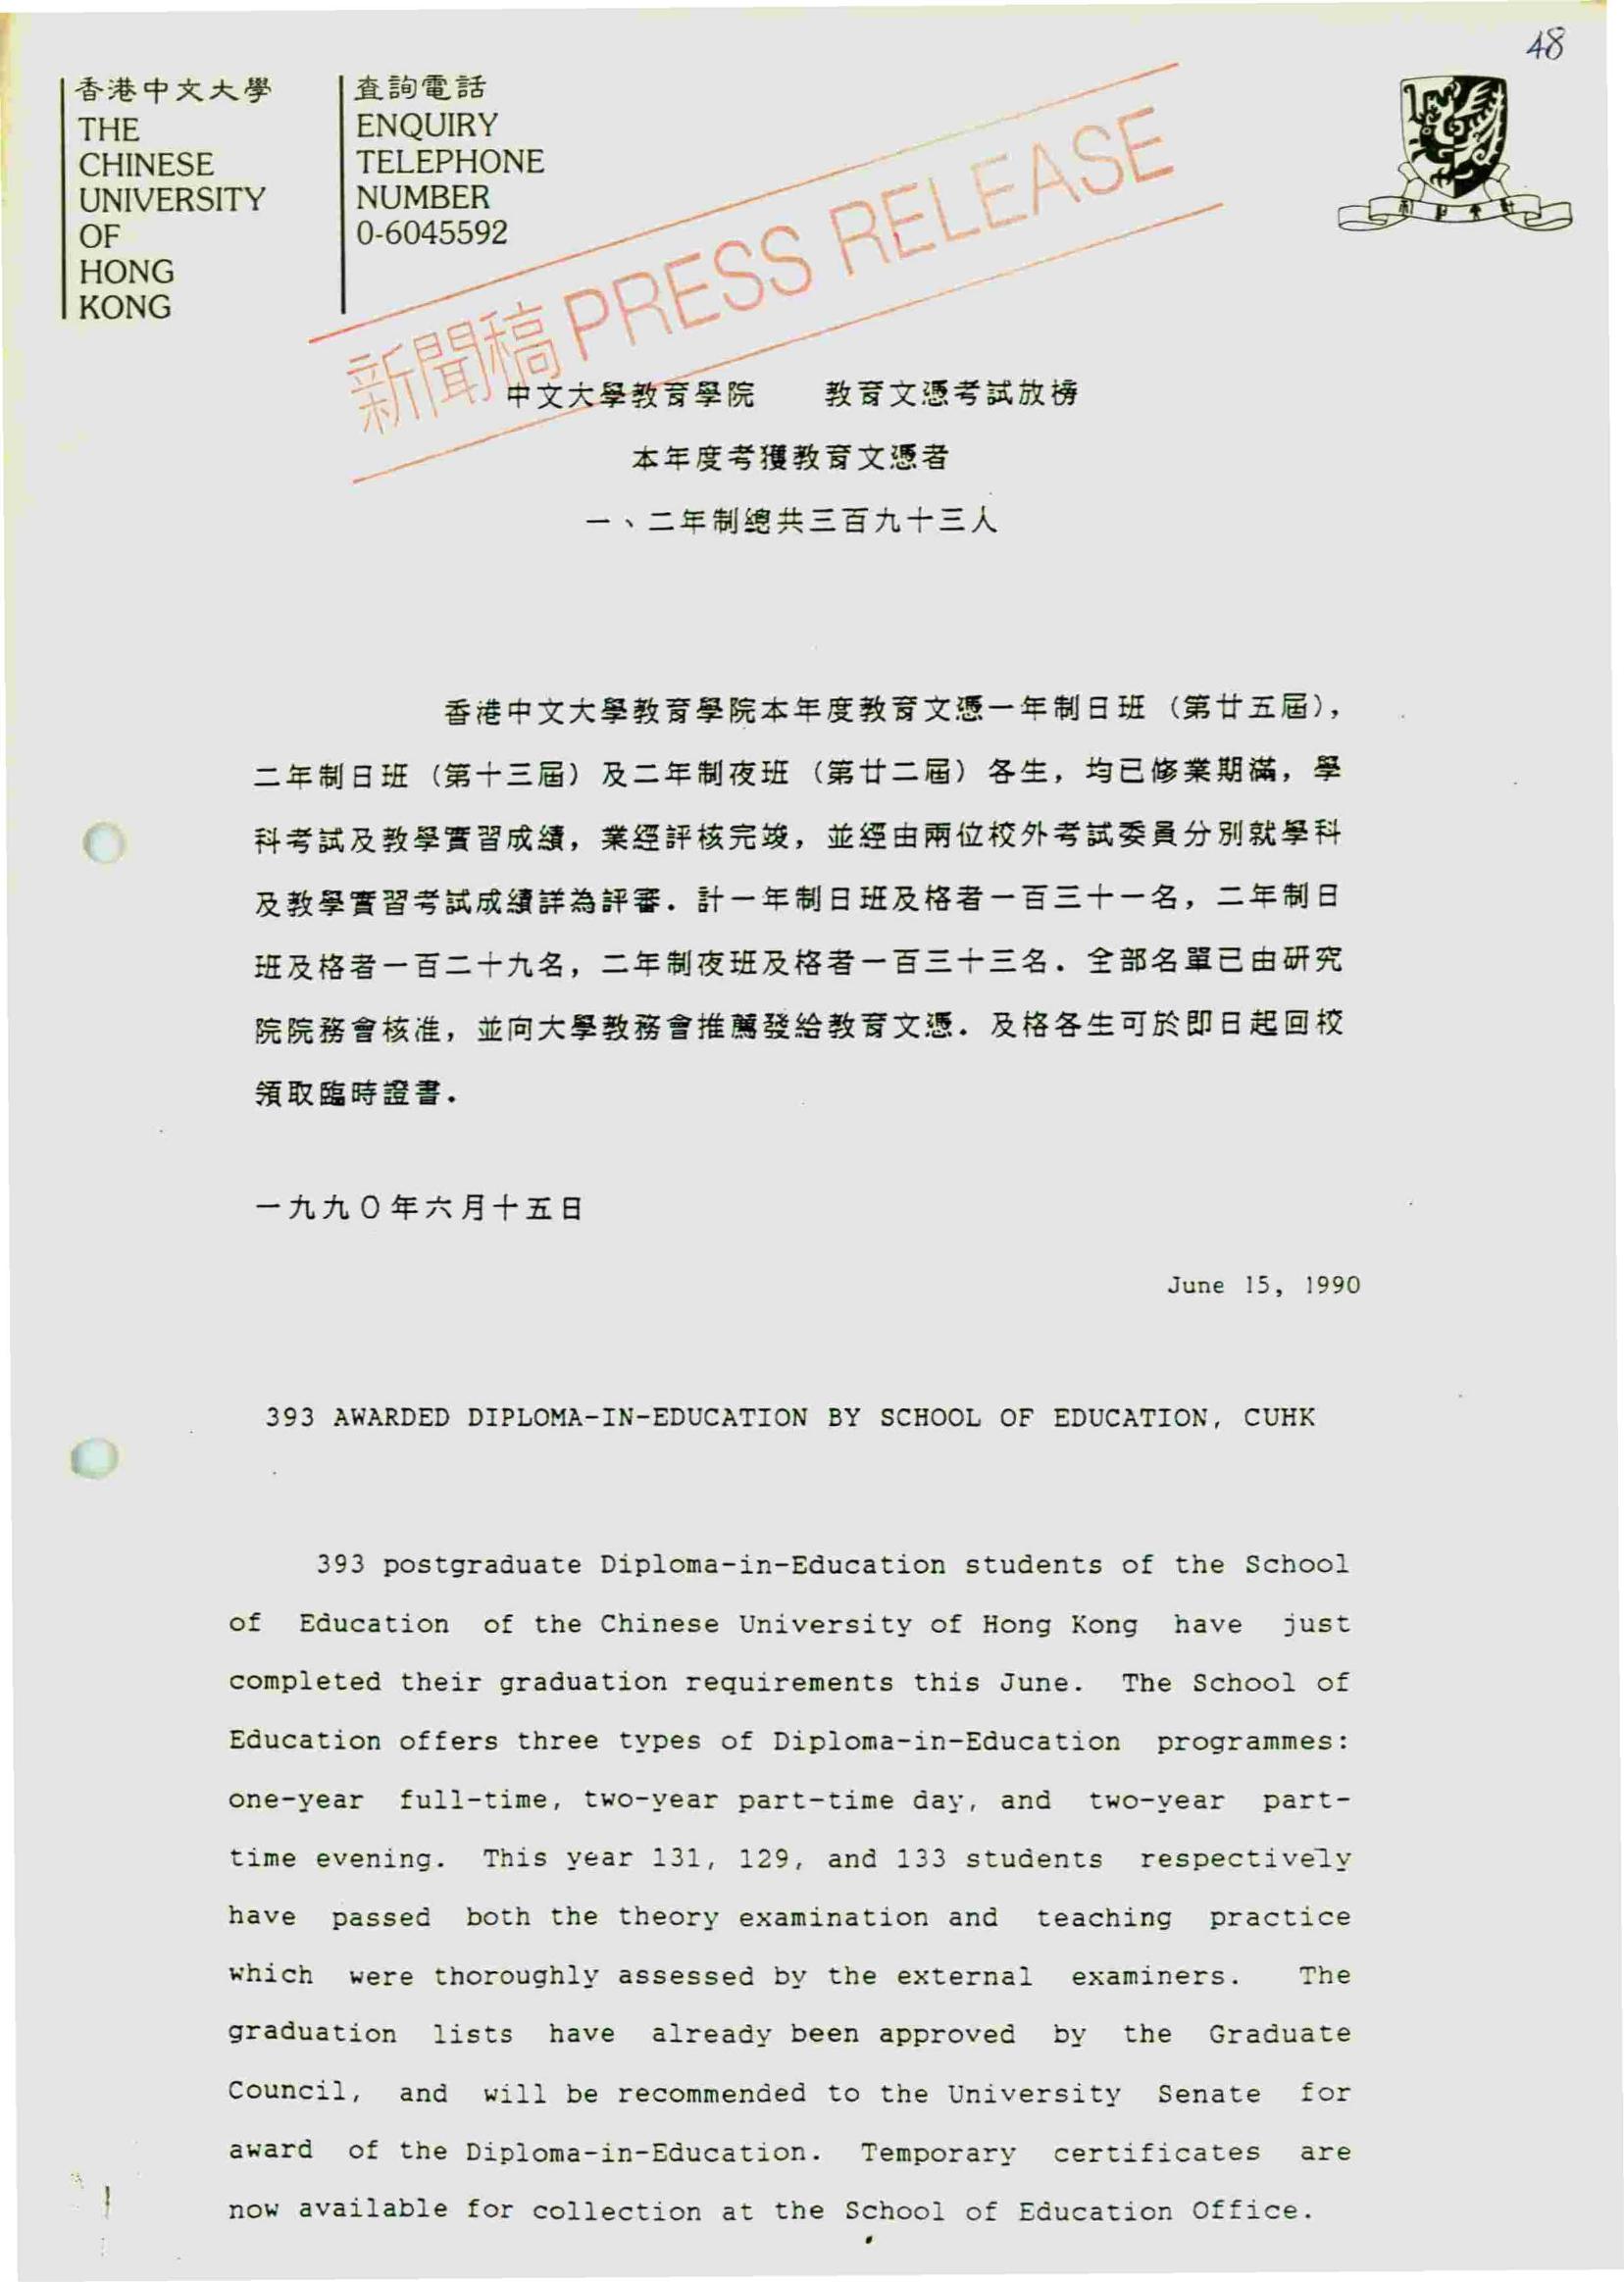 48
香港中文大學
THE
CHINESE
UNIVERSITY
OF
HONG
KONG
查詢電話
ENQUIRY
TELEPHONE
NUMBER
0-6045592
新聞稿 PRESS RELEASE
中文大學教育學院 教育文憑考試放榜
本年度考獲教育文憑者
一、二年制總共三百九十三人
香港中文大學教育學院本年度教育文憑一年制日班（第廿五屆），
二年制日班（第十三屆）及二年制夜班（第廿二屆）各生，均已修業期滿，學
科考試及教學實習成績，業經評核完竣，並經由兩位校外考試委員分別就學科
及教學實習考試成績詳為評審．計一年制日班及格者一百三十一名，二年制日
班及格者一百二十九名，二年制夜班及格者一百三十三名．全部名單已由研究
院院務會核准，並向大學教務會推薦發給教育文憑．及格各生可於即日起回校
領取臨時證書．
一九九〇年六月十五日
June 15, 1990
393 AWARDED DIPLOMA-IN-EDUCATION BY SCHOOL OF EDUCATION, CUHK
393 postgraduate Diploma-in-Education students of the School
of Education of the Chinese University of Hong Kong have just
completed their graduation requirements this June. The School of
Education offers three types of Diploma-in-Education programmes:
one-year full-time, two-year part-time day, and two-year part-
time evening. This year 131, 129, and 133 students respectively
have passed both the theory examination and teaching practice
which were thoroughly assessed by the external examiners. The
graduation lists have already been approved by the Graduate
Council, and will be recommended to the University Senate for
award of the Diploma-in-Education. Temporary certificates are
now available for collection at the School of Education Office.